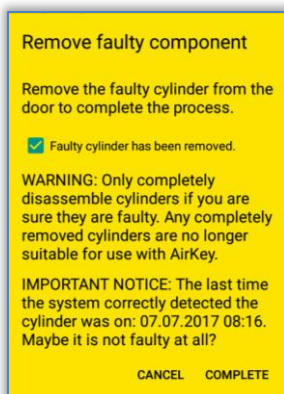 Remove faulty component
Remove the faulty cylinder from the
door to complete the process.
Faulty cylinder has been removed.
WARNING: Only completely
disassemble cylinders if you are
sure they are faulty. Any completely
removed cylinders are no longer
suitable for use with AirKey.
IMPORTANT NOTICE: The last time
the system correctly detected the
cylinder was on: 07.07.2017 08:16.
Maybe it is not faulty at all?
CANCEL COMPLETE